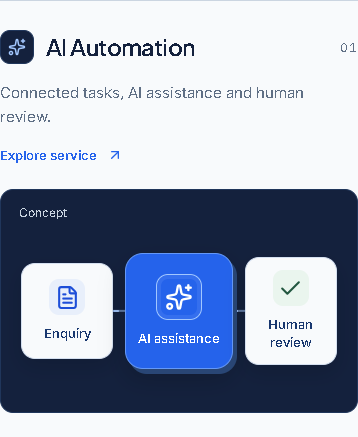 AI Automation
01
Connected tasks, AI assistance and human
review.
Explore service
Concept
Enquiry
AI assistance
Human
review